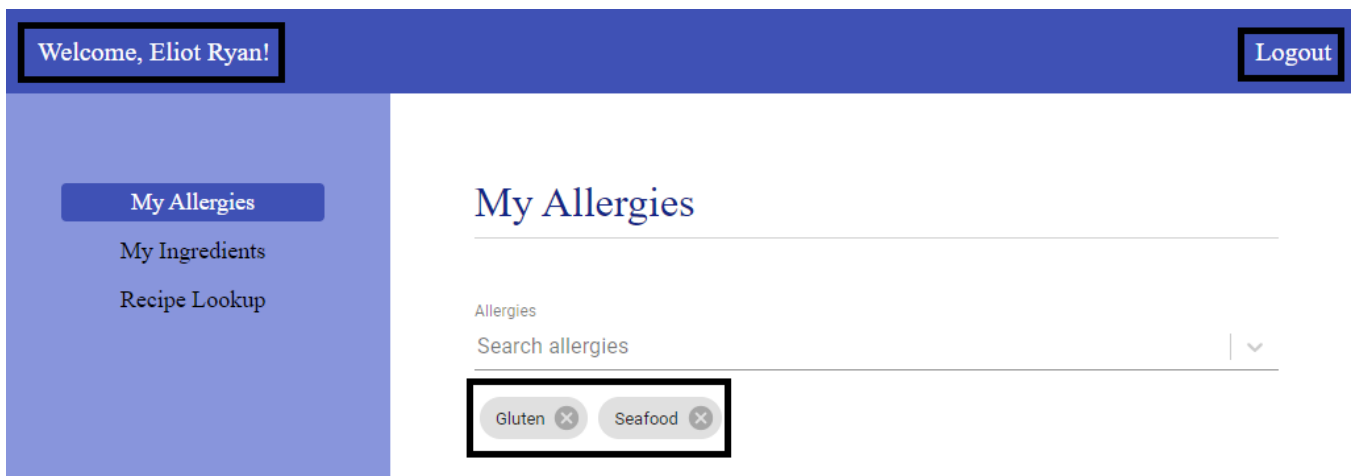 Welcome, Eliot Ryan!
Logout
My Allergies
My Ingredients
Recipe Lookup
My Allergies
Allergies
Search allergies
Gluten
Seafood